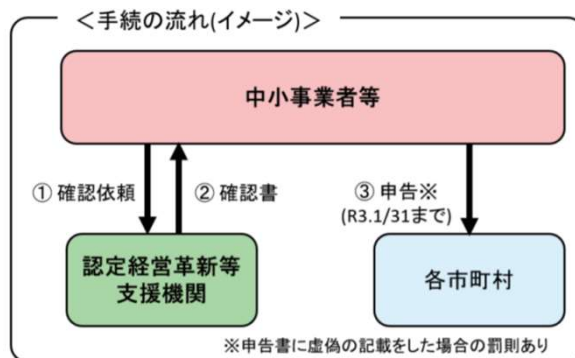 ＜手続の流れ(イメージ)＞
中小事業者等
① 確認依頼
② 確認書
③ 申告※
(R3.1/31まで)
認定経営革新等
支援機関
各市町村
※申告書に虚偽の記載をした場合の罰則あり